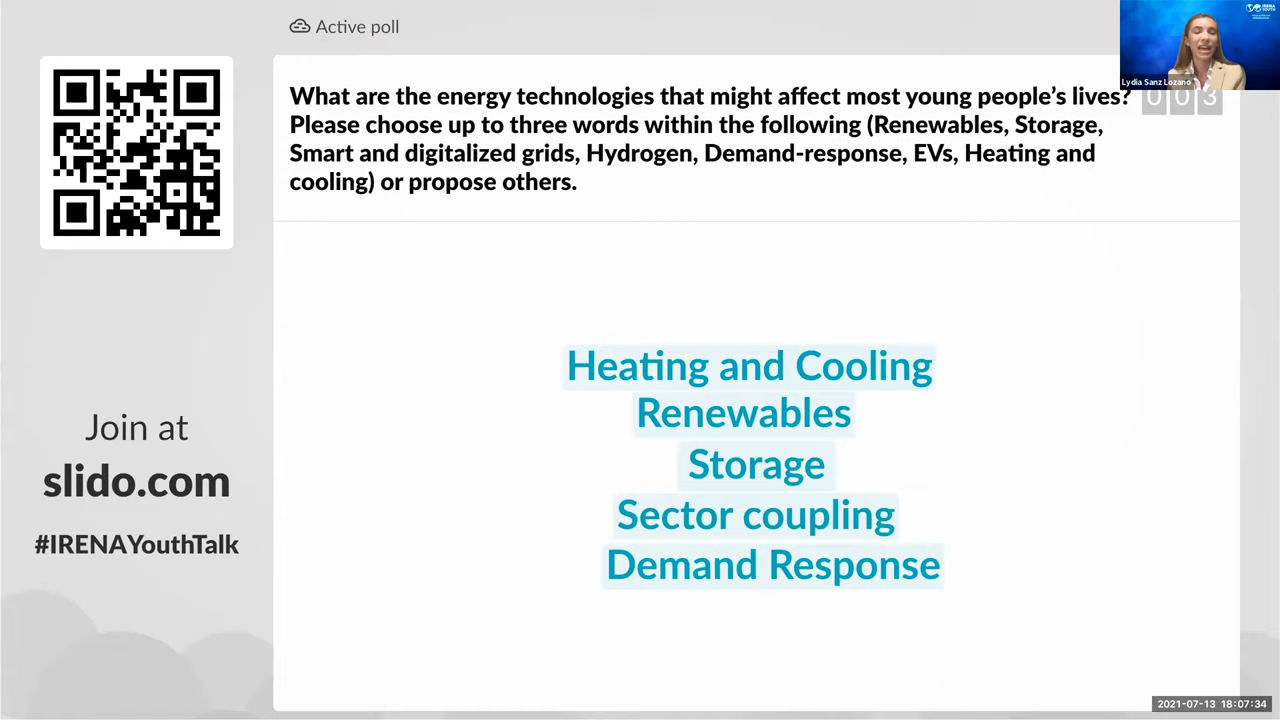 Active poll
What are the energy technologies that might affect most young people's lives?
Please choose up to three words within the following (Renewables, Storage,
Smart and digitalized grids, Hydrogen, Demand-response, EVs, Heating and
cooling) or propose others.
003
IRENA
YOUTH
Lydia Sanz Lozano
Heating and Cooling
Renewables
Storage
Sector coupling
Demand Response
Join at
slido.com
#IRENAYouthTalk
2021-07-13 18:07:34